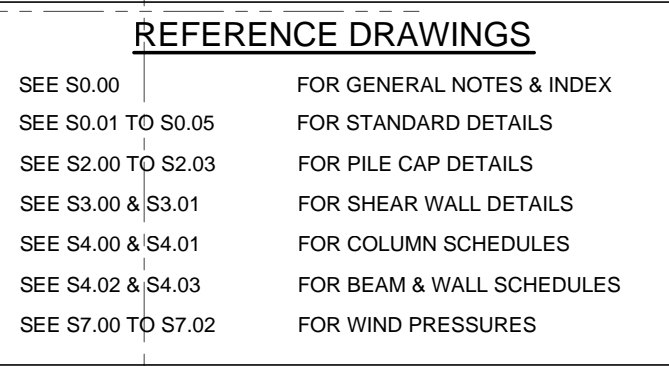 REFERENCE DRAWINGS
SEE S0.00 FOR GENERAL NOTES & INDEX
SEE S0.01 TO S0.05 FOR STANDARD DETAILS
SEE S2.00 TO S2.03 FOR PILE CAP DETAILS
SEE S3.00 & S3.01 FOR SHEAR WALL DETAILS
SEE S4.00 & S4.01 FOR COLUMN SCHEDULES
SEE S4.02 & S4.03 FOR BEAM & WALL SCHEDULES
SEE S7.00 TO S7.02 FOR WIND PRESSURES